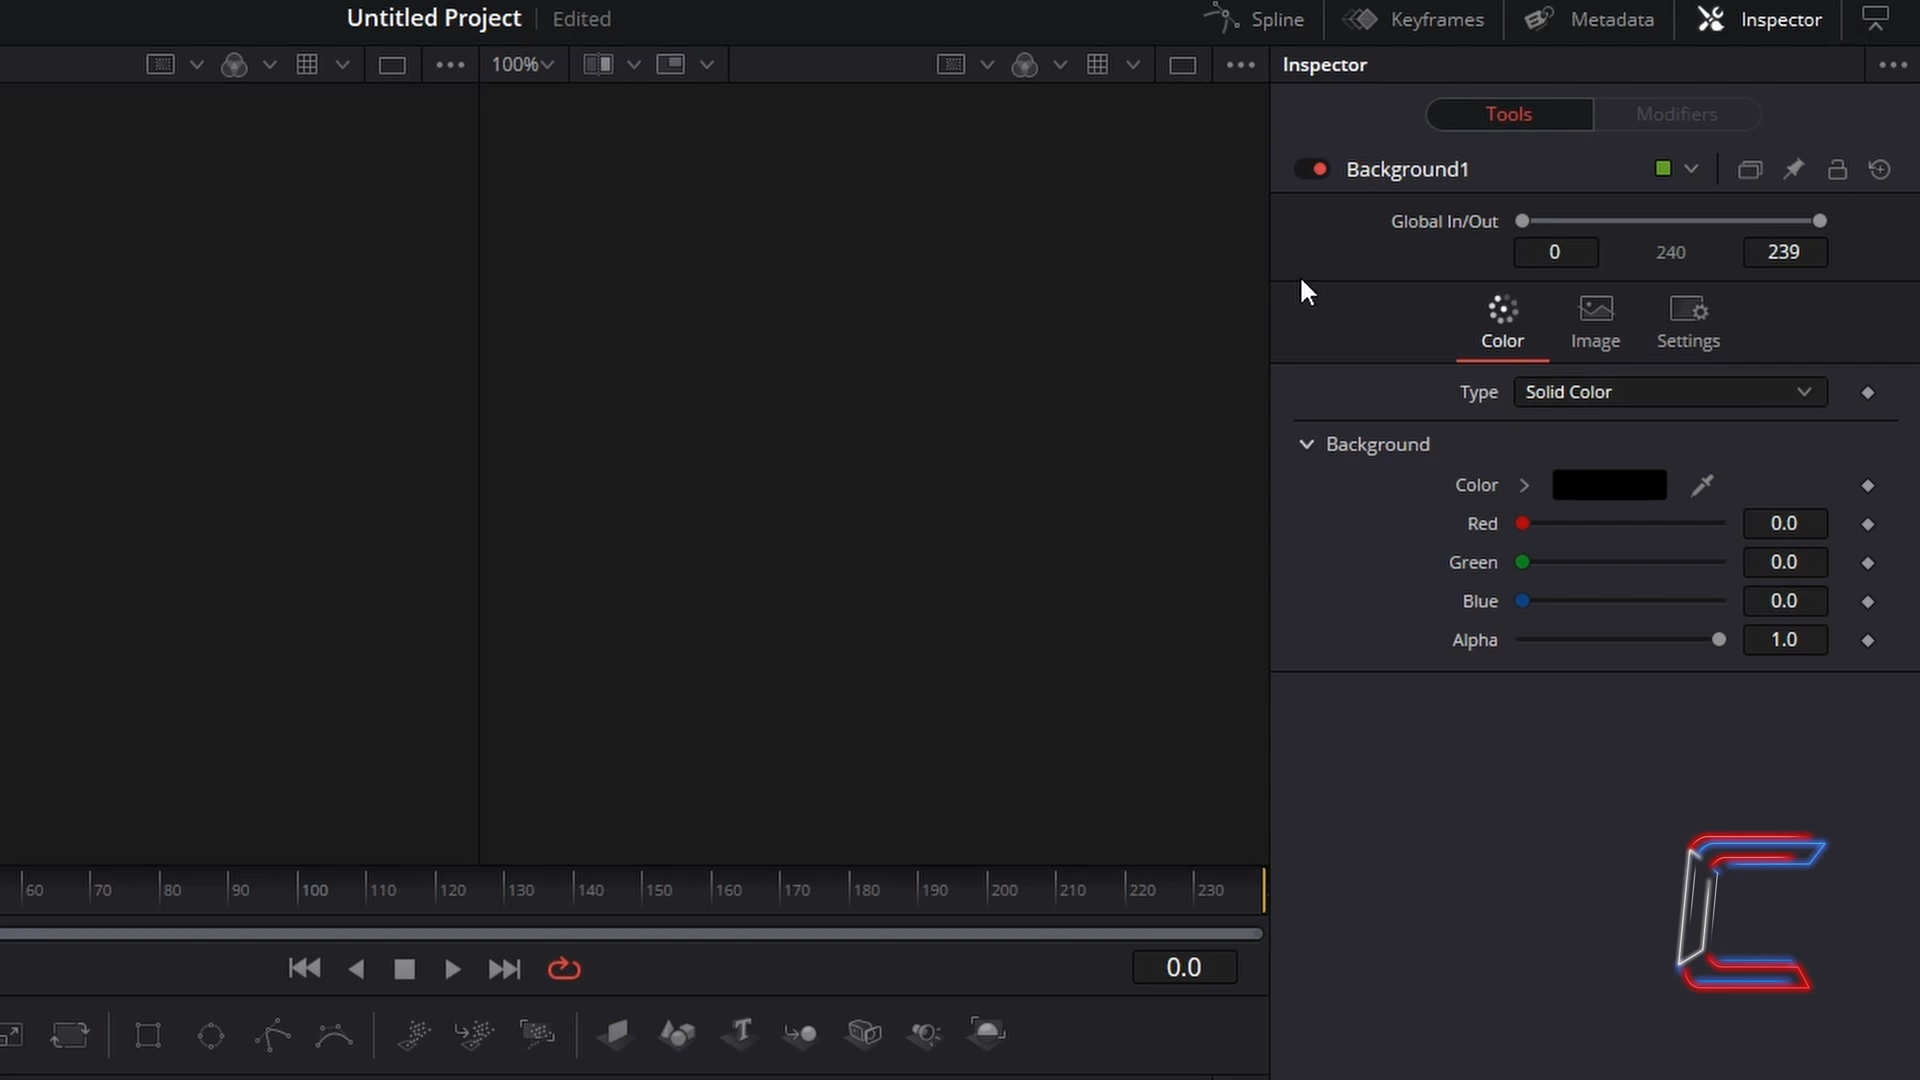 Untitled Project Edited
Spline Keyframes Metadata Inspector
100%
Inspector
Tools Modifiers
Background1
Global In/Out
0 240 239
Color Image Settings
Type Solid Color
Background
Color
Red 0.0
Green 0.0
Blue 0.0
Alpha 1.0
60 70 80 90 100 110 120 130 140 150 160 170 180 190 200 210 220 230
0.0